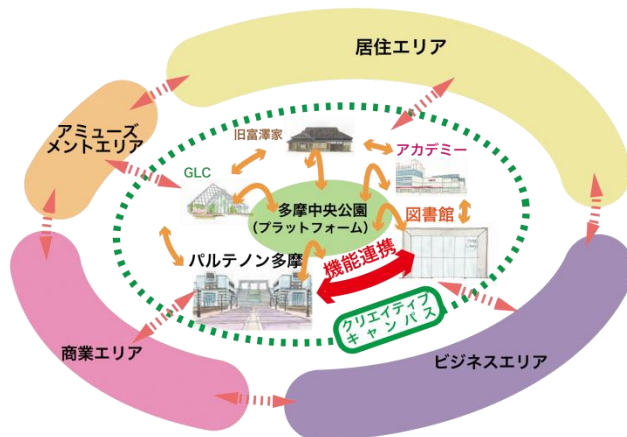 居住エリア
アミューズ
メントエリア
旧富澤家
アカデミー
GLC
多摩中央公園
(プラットフォーム)
図書館
パルテノン多摩
機能連携
クリエイティブ
キャンパス
商業エリア
ビジネスエリア